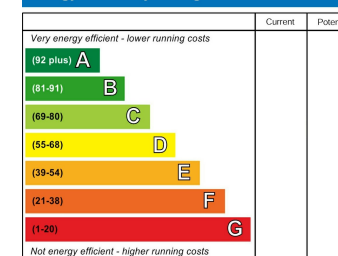 Current Poten
Very energy efficient - lower running costs
(92 plus) A
(81-91) B
(69-80) C
(55-68) D
(39-54) E
(21-38) F
(1-20) G
Not energy efficient - higher running costs